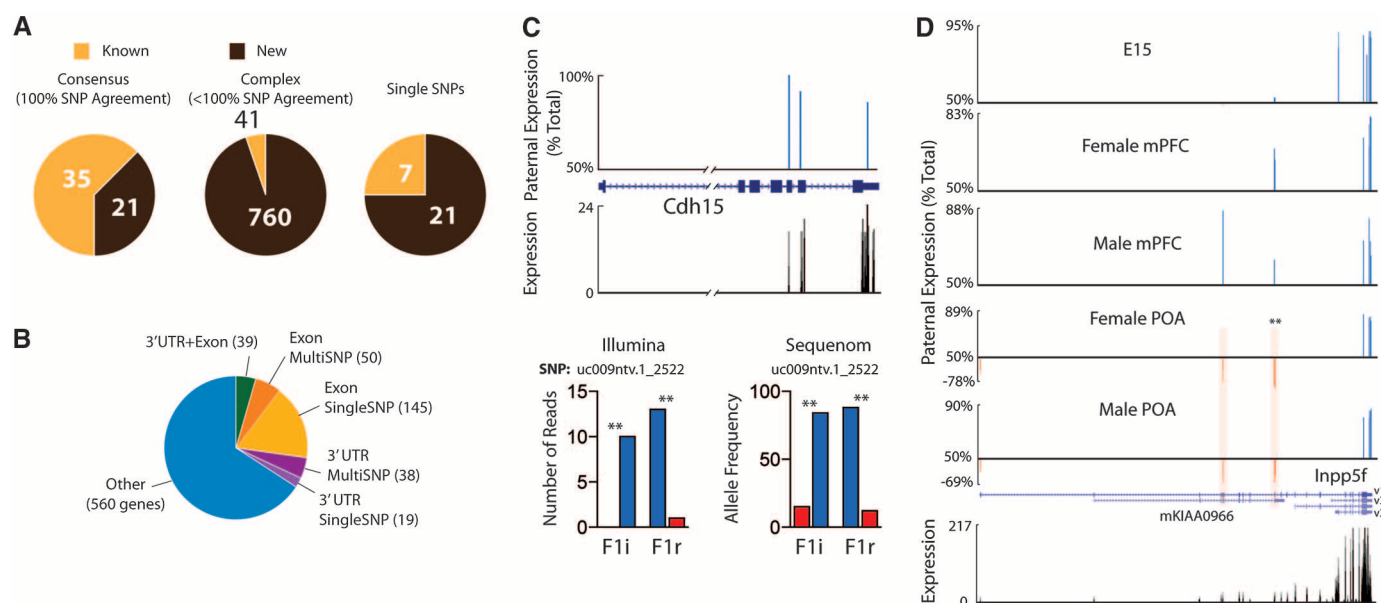 A
Known
New
Consensus
(100% SNP Agreement)
Complex
(<100% SNP Agreement)
Single SNPs
35
21
41
760
7
21
B
3'UTR+Exon (39)
Exon
MultiSNP (50)
Exon
SingleSNP (145)
3'UTR
MultiSNP (38)
3'UTR
SingleSNP (19)
Other
(560 genes)
C
Paternal Expression
(% Total)
100%
50%
Cdh15
Expression
24
0
Illumina
SNP: uc009ntv.1_2522
Number of Reads
15
10
5
0
**
**
F1i
F1r
Sequenom
uc009ntv.1_2522
Allele Frequency
100
50
0
**
**
F1i
F1r
D
Paternal Expression (% Total)
95%
E15
50%
83%
Female mPFC
50%
88%
Male mPFC
50%
89%
Female POA
**
50%
-78%
90%
Male POA
50%
-69%
Inpp5f
mKIAA0966
v
v
v
Expression
217
0